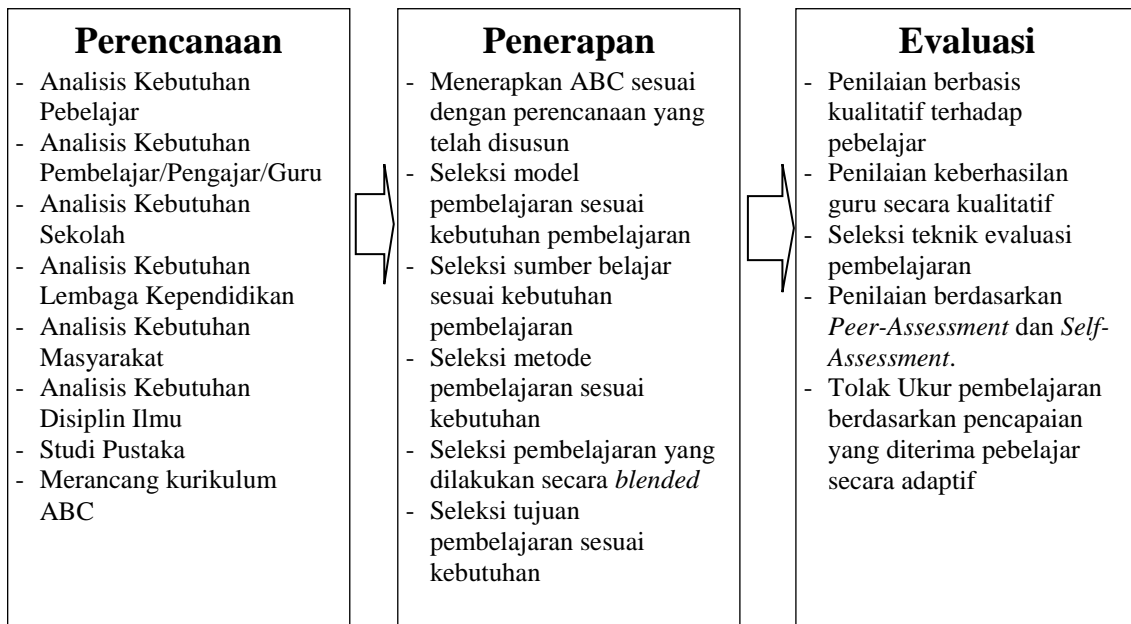 Perencanaan
- Analisis Kebutuhan
Pebelajar
- Analisis Kebutuhan
Pembelajar/Pengajar/Guru
- Analisis Kebutuhan
Sekolah
- Analisis Kebutuhan
Lembaga Kependidikan
- Analisis Kebutuhan
Masyarakat
- Analisis Kebutuhan
Disiplin Ilmu
- Studi Pustaka
- Merancang kurikulum
ABC
Penerapan
- Menerapkan ABC sesuai
dengan perencanaan yang
telah disusun
- Seleksi model
pembelajaran sesuai
kebutuhan pembelajaran
- Seleksi sumber belajar
sesuai kebutuhan
pembelajaran
- Seleksi metode
pembelajaran sesuai
kebutuhan
- Seleksi pembelajaran yang
dilakukan secara blended
- Seleksi tujuan
pembelajaran sesuai
kebutuhan
Evaluasi
- Penilaian berbasis
kualitatif terhadap
pebelajar
- Penilaian keberhasilan
guru secara kualitatif
- Seleksi teknik evaluasi
pembelajaran
- Penilaian berdasarkan
Peer-Assessment dan Self-
Assessment.
- Tolak Ukur pembelajaran
berdasarkan pencapaian
yang diterima pebelajar
secara adaptif